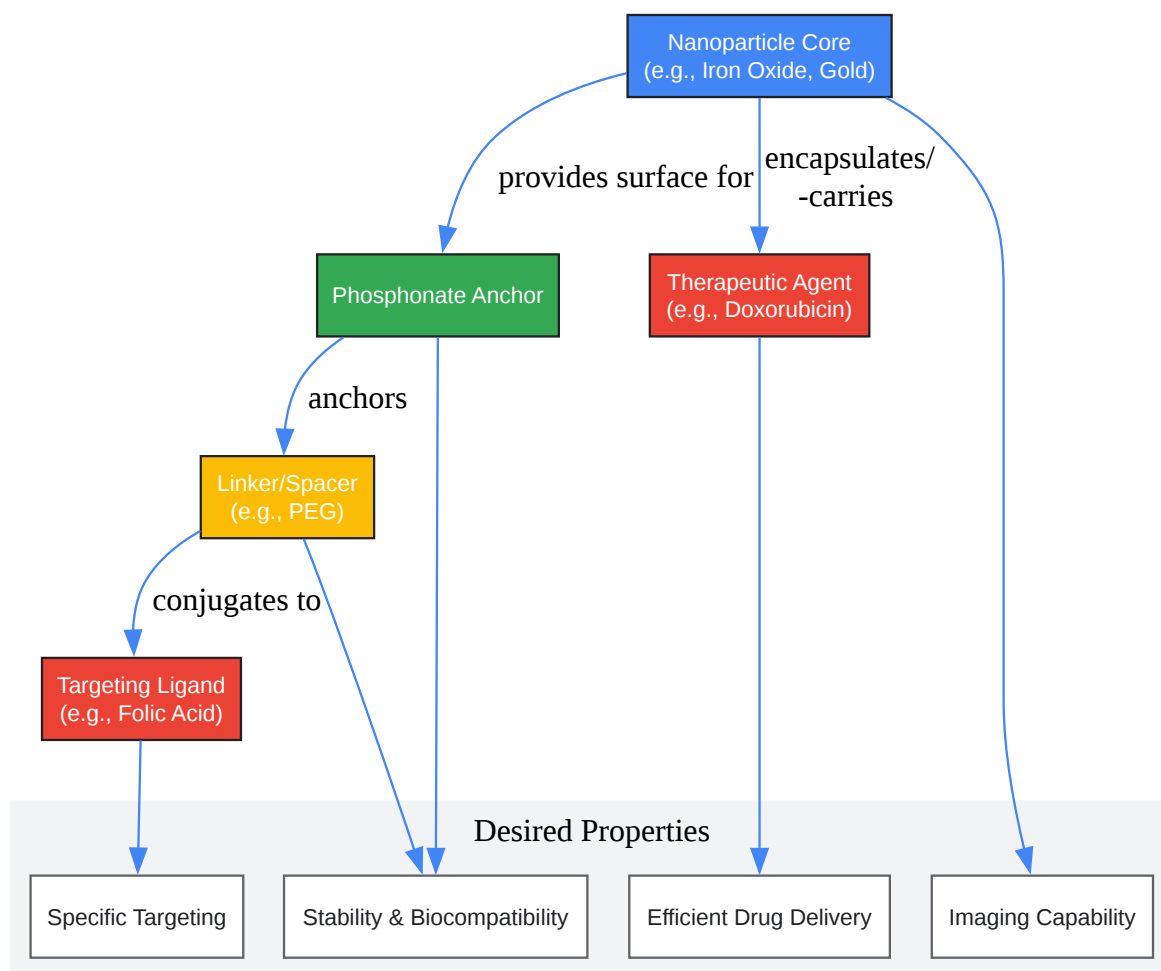 Nanoparticle Core
(e.g., Iron Oxide, Gold)
provides surface for
encapsulates/
-carries
Phosphonate Anchor
Therapeutic Agent
(e.g., Doxorubicin)
anchors
Linker/Spacer
(e.g., PEG)
conjugates to
Targeting Ligand
(e.g., Folic Acid)
Desired Properties
Specific Targeting
Stability & Biocompatibility
Efficient Drug Delivery
Imaging Capability